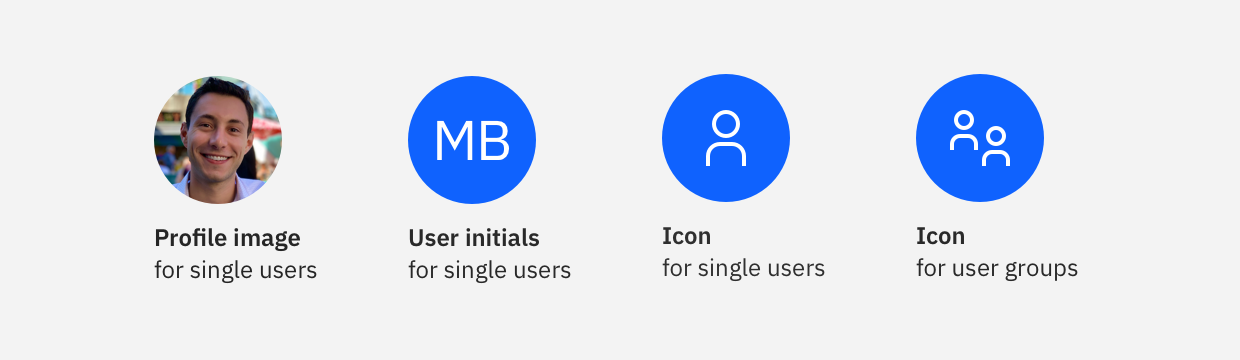 MB
Profile image
for single users
User initials
for single users
Icon
for single users
Icon
for user groups